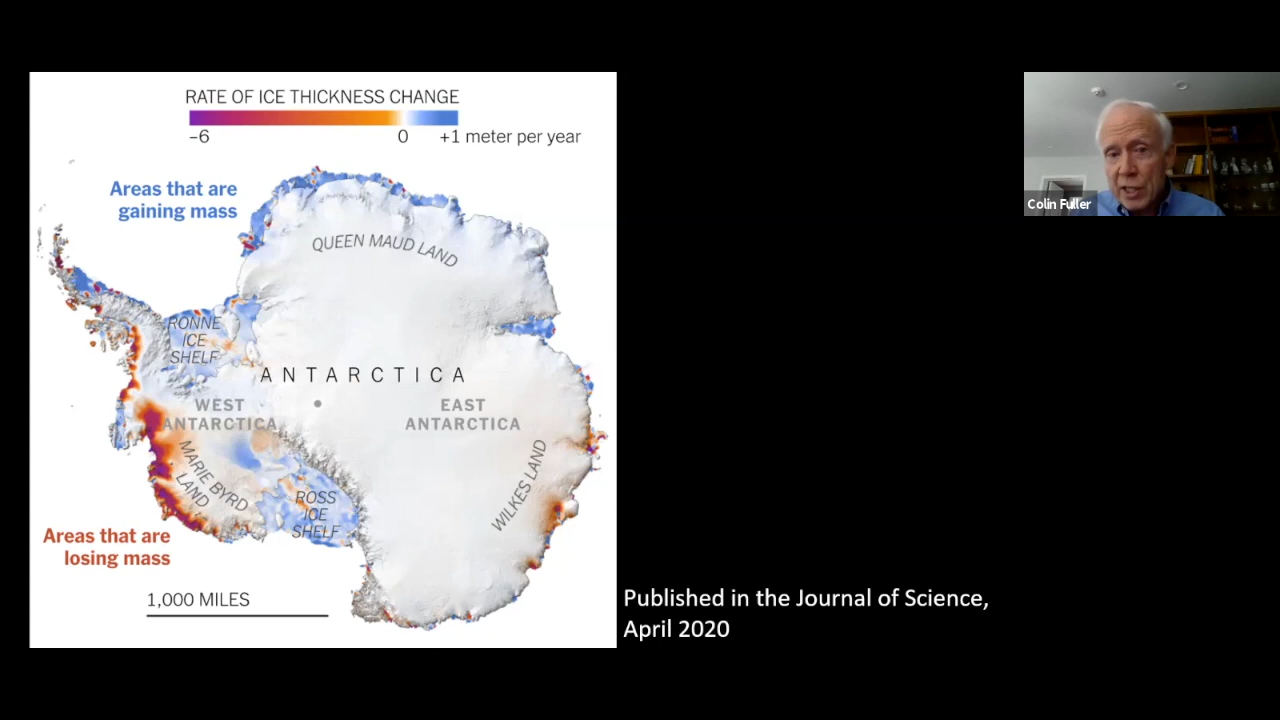 RATE OF ICE THICKNESS CHANGE
–6
0
+1 meter per year
Areas that are
gaining mass
QUEEN MAUD LAND
RONNE
ICE
SHELF
ANTARCTICA
WEST
ANTARCTICA
EAST
ANTARCTICA
MARIE BYRD
LAND
WILKES LAND
ROSS
ICE
SHELF
Areas that are
losing mass
1,000 MILES
Published in the Journal of Science,
April 2020
Colin Fuller